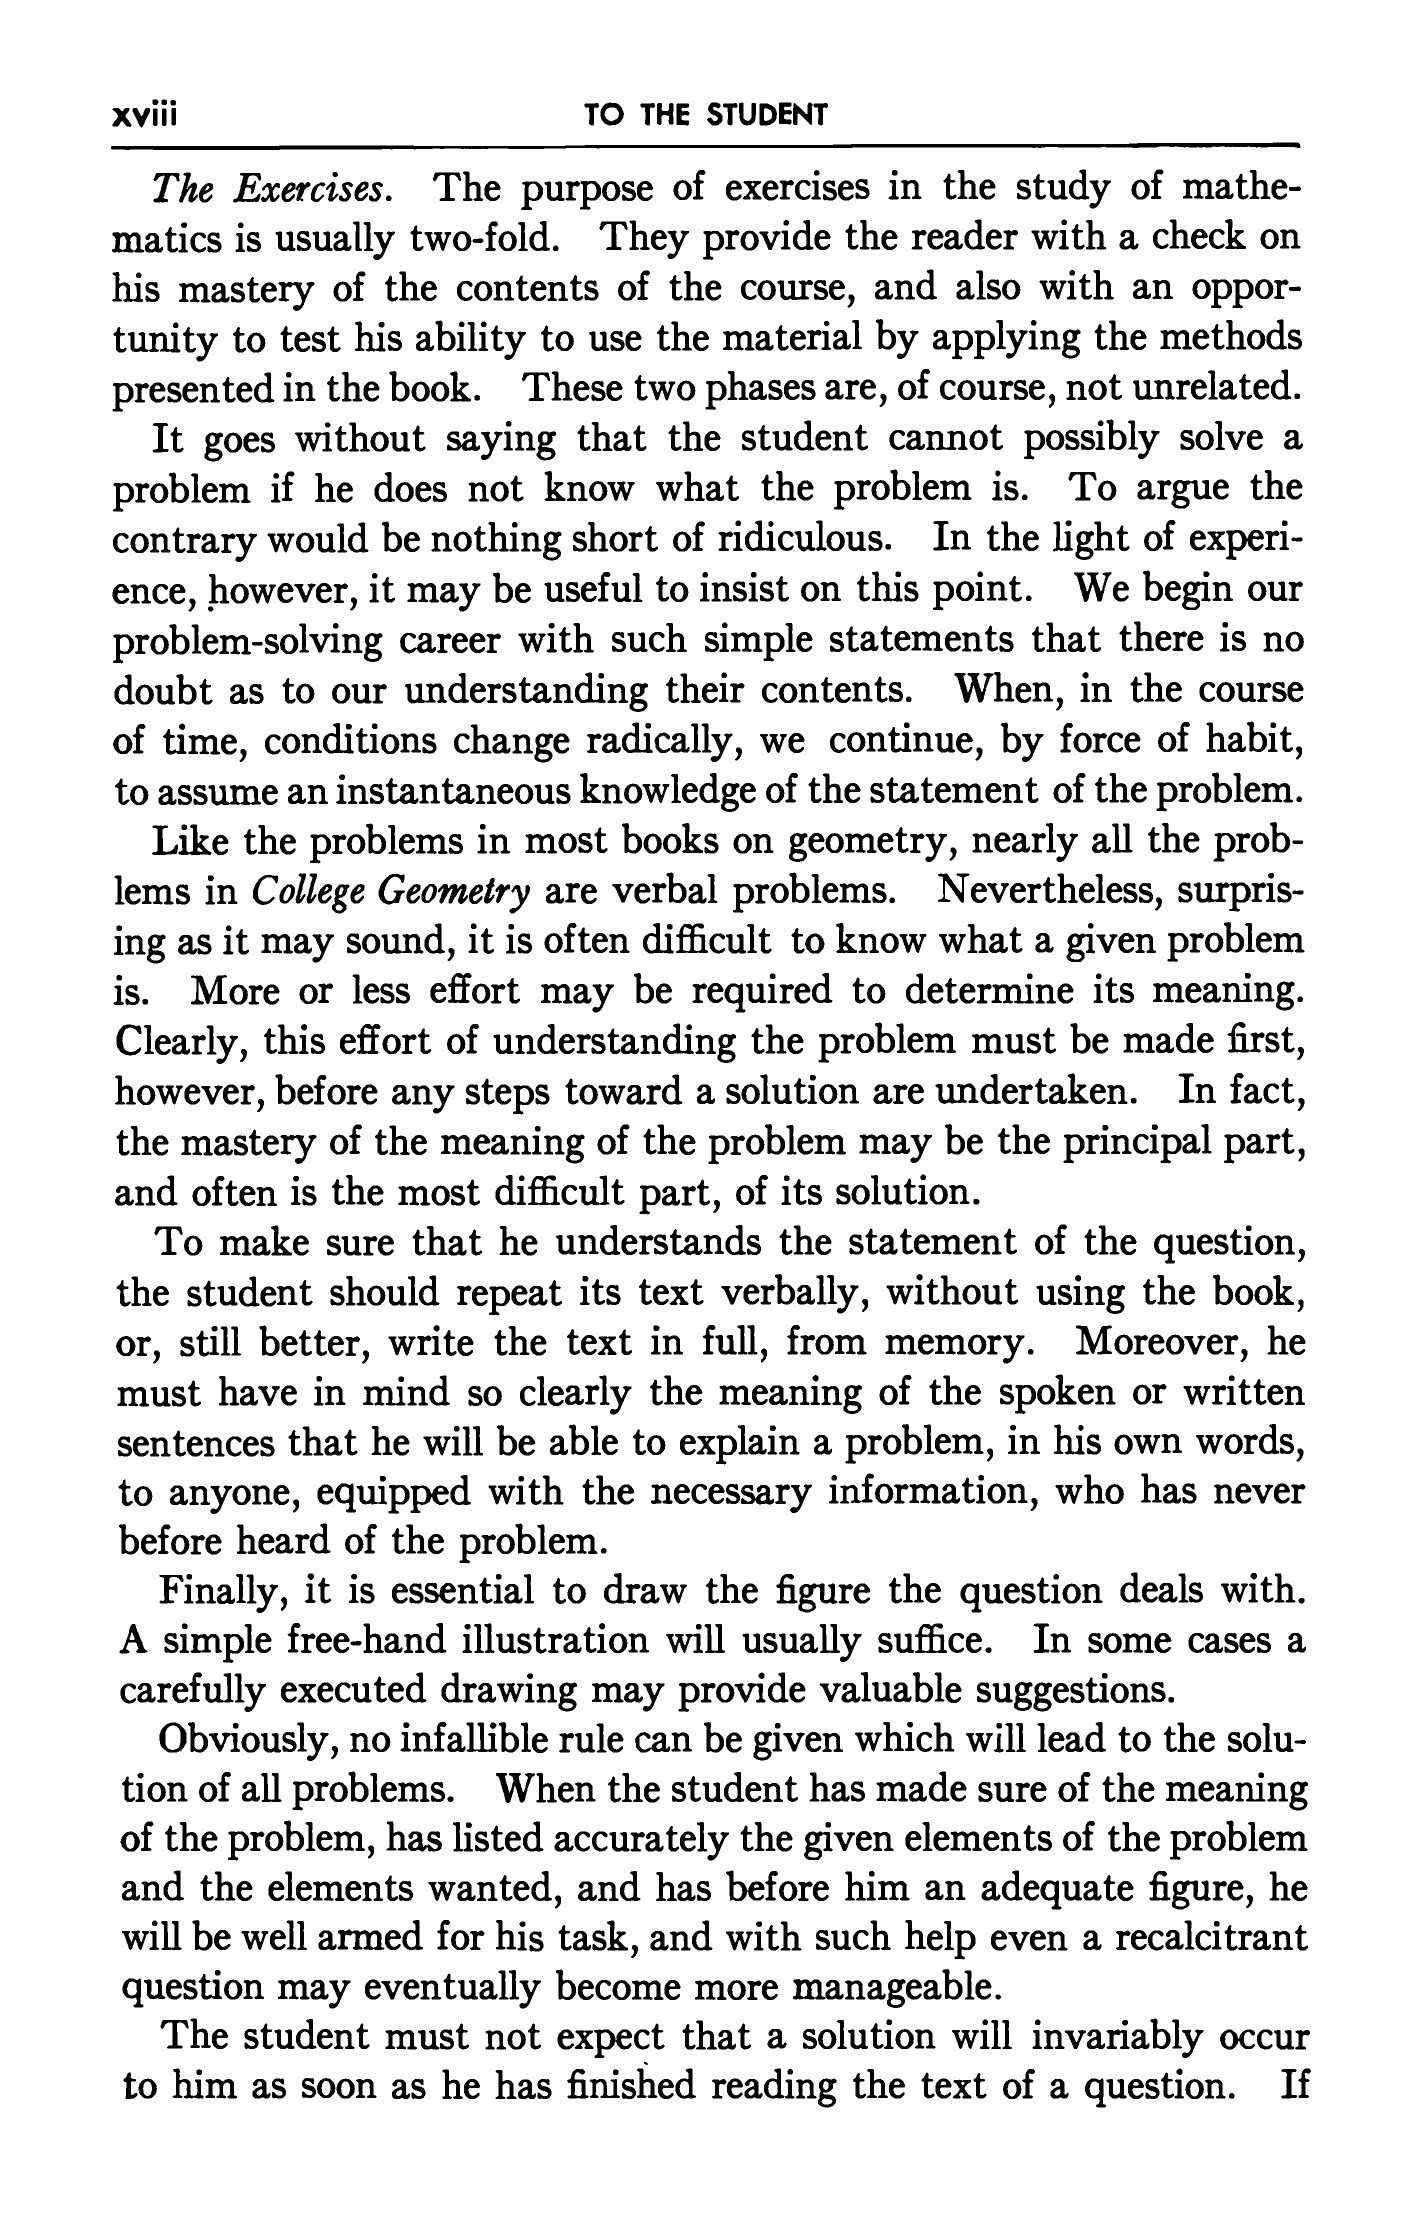 xviii TO THE STUDENT
The Exercises. The purpose of exercises in the study of mathe-
matics is usually two-fold. They provide the reader with a check on
his mastery of the contents of the course, and also with an oppor-
tunity to test his ability to use the material by applying the methods
presented in the book. These two phases are, of course, not unrelated.
It goes without saying that the student cannot possibly solve a
problem if he does not know what the problem is. To argue the
contrary would be nothing short of ridiculous. In the light of experi-
ence, however, it may be useful to insist on this point. We begin our
problem-solving career with such simple statements that there is no
doubt as to our understanding their contents. When, in the course
of time, conditions change radically, we continue, by force of habit,
to assume an instantaneous knowledge of the statement of the problem.
Like the problems in most books on geometry, nearly all the prob-
lems in College Geometry are verbal problems. Nevertheless, surpris-
ing as it may sound, it is often difficult to know what a given problem
is. More or less effort may be required to determine its meaning.
Clearly, this effort of understanding the problem must be made first,
however, before any steps toward a solution are undertaken. In fact,
the mastery of the meaning of the problem may be the principal part,
and often is the most difficult part, of its solution.
To make sure that he understands the statement of the question,
the student should repeat its text verbally, without using the book,
or, still better, write the text in full, from memory. Moreover, he
must have in mind so clearly the meaning of the spoken or written
sentences that he will be able to explain a problem, in his own words,
to anyone, equipped with the necessary information, who has never
before heard of the problem.
Finally, it is essential to draw the figure the question deals with.
A simple free-hand illustration will usually suffice. In some cases a
carefully executed drawing may provide valuable suggestions.
Obviously, no infallible rule can be given which will lead to the solu-
tion of all problems. When the student has made sure of the meaning
of the problem, has listed accurately the given elements of the problem
and the elements wanted, and has before him an adequate figure, he
will be well armed for his task, and with such help even a recalcitrant
question may eventually become more manageable.
The student must not expect that a solution will invariably occur
to him as soon as he has finished reading the text of a question. If